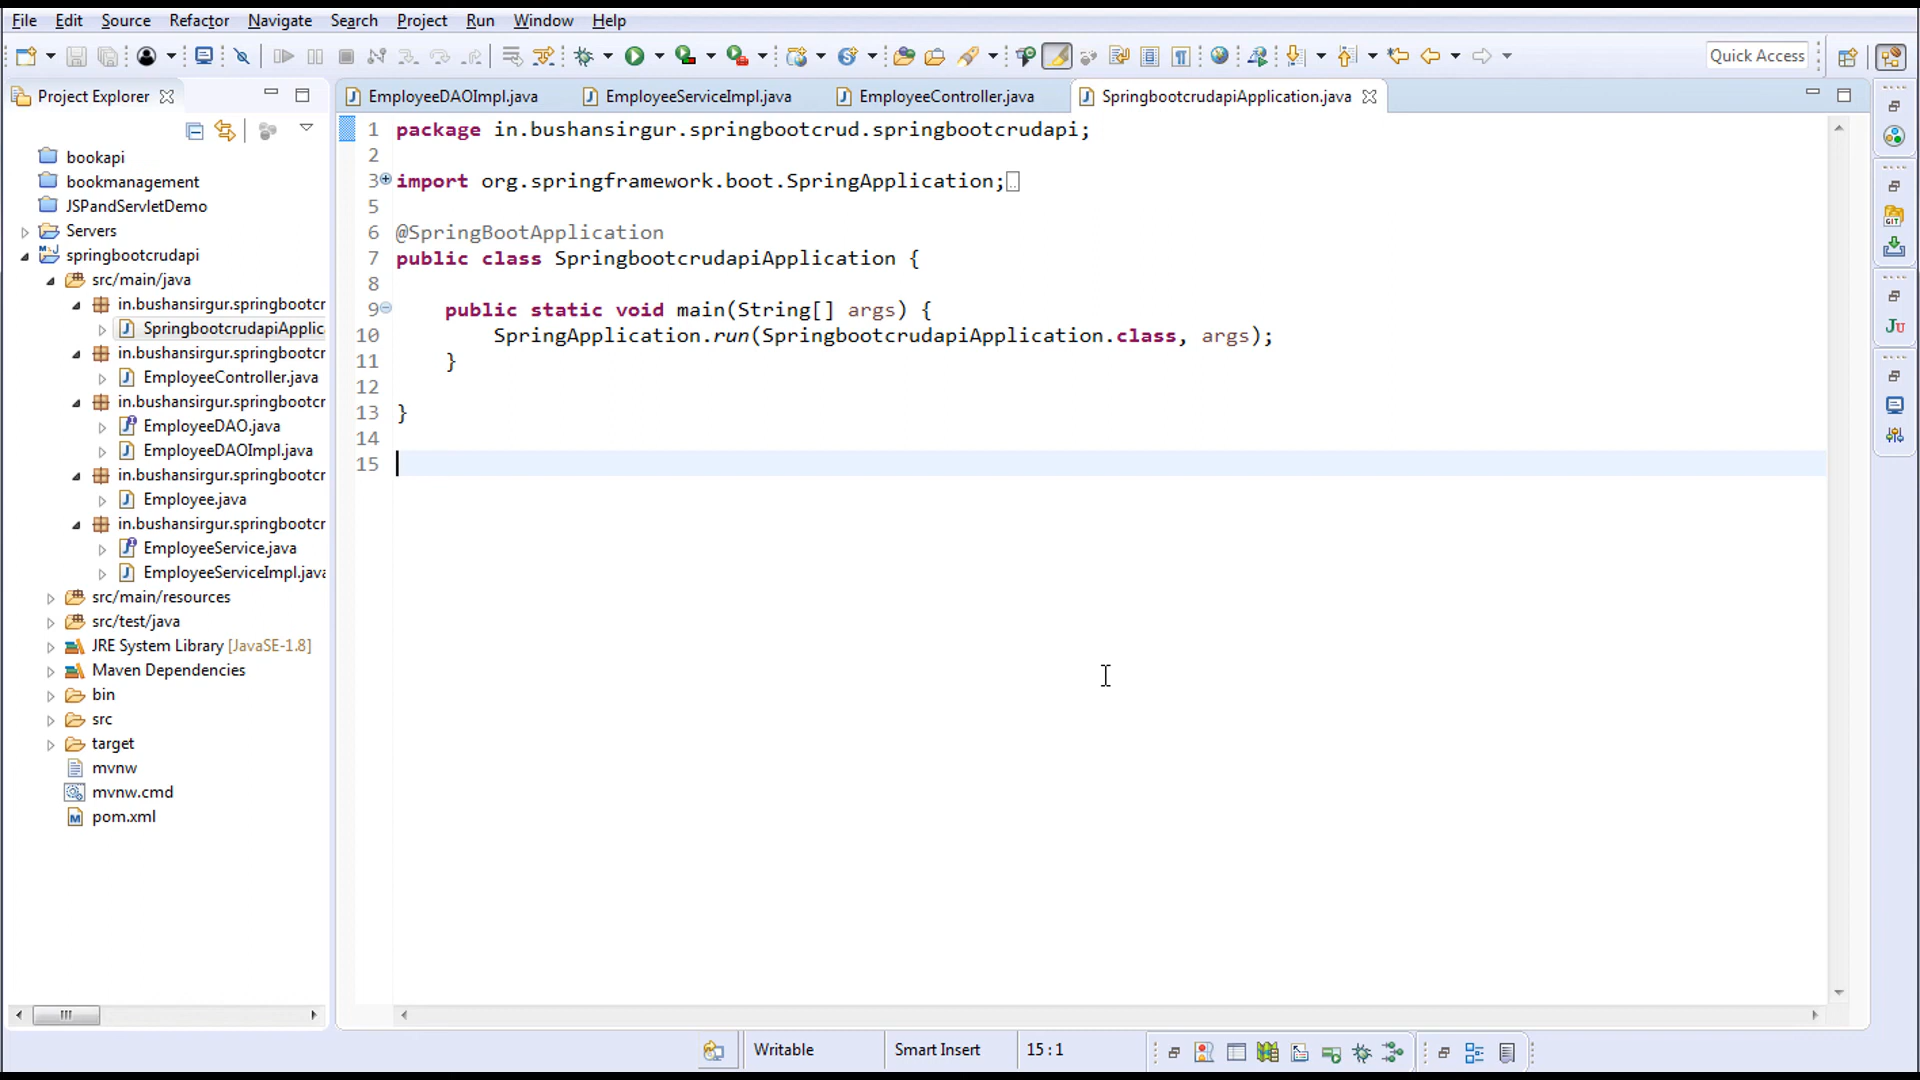 File Edit Source Refactor Navigate Search Project Run Window Help
Quick Access
Project Explorer
EmployeeDAOImpl.java
EmployeeServiceImpl.java
EmployeeController.java
SpringbootcrudapiApplication.java
bookapi
bookmanagement
JSPandServletDemo
Servers
springbootcrudapi
src/main/java
in.bushansirgur.springbootcr
SpringbootcrudapiApplic
in.bushansirgur.springbootcr
EmployeeController.java
in.bushansirgur.springbootcr
EmployeeDAO.java
EmployeeDAOImpl.java
in.bushansirgur.springbootcr
Employee.java
in.bushansirgur.springbootcr
EmployeeService.java
EmployeeServiceImpl.java
src/main/resources
src/test/java
JRE System Library [JavaSE-1.8]
Maven Dependencies
bin
src
target
mvnw
mvnw.cmd
pom.xml
1 package in.bushansirgur.springbootcrud.springbootcrudapi;
2
3 import org.springframework.boot.SpringApplication;
5
6 @SpringBootApplication
7 public class SpringbootcrudapiApplication {
8
9 public static void main(String[] args) {
10 SpringApplication.run(SpringbootcrudapiApplication.class, args);
11 }
12
13 }
14
15
Writable
Smart Insert
15 : 1